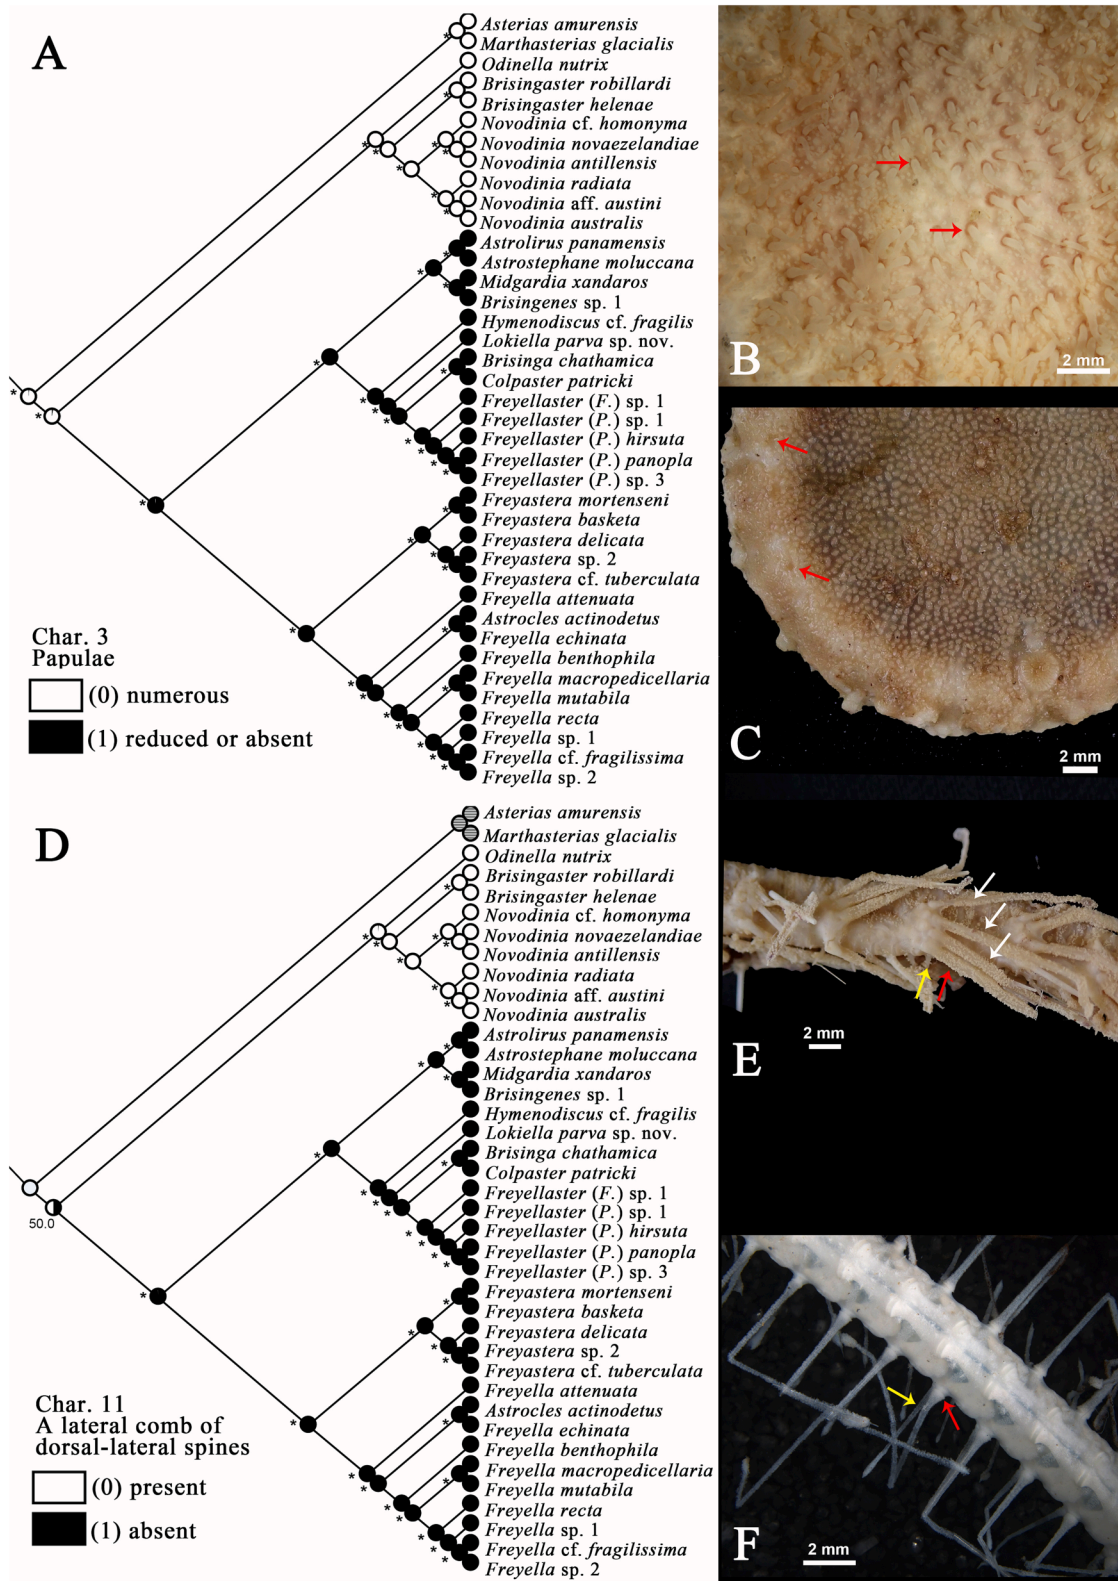 A
Asterias amurensis
Marthasterias glacialis
Odinella nutrix
Brisingaster robillardi
Brisingaster helenae
Novodinia cf. homonyma
Novodinia novaezelandiae
Novodinia antillensis
Novodinia radiata
Novodinia aff. austini
Novodinia australis
Astrolirus panamensis
Astrostephane moluccana
Midgardia xandaros
Brisingenes sp. 1
Hymenodiscus cf. fragilis
Lokiella parva sp. nov.
Brisinga chathamica
Colpaster patricki
Freyellaster (F.) sp. 1
Freyellaster (P.) sp. 1
Freyellaster (P.) hirsuta
Freyellaster (P.) panopla
Freyellaster (P.) sp. 3
Freyastera mortenseni
Freyastera basketa
Freyastera delicata
Freyastera sp. 2
Freyastera cf. tuberculata
Freyella attenuata
Astrocles actinodetus
Freyella echinata
Freyella benthophila
Freyella macropedicellaria
Freyella mutabila
Freyella recta
Freyella sp. 1
Freyella cf. fragilissima
Freyella sp. 2
Char. 3
Papulae
(0) numerous
(1) reduced or absent
B
2 mm
C
2 mm
D
Asterias amurensis
Marthasterias glacialis
Odinella nutrix
Brisingaster robillardi
Brisingaster helenae
Novodinia cf. homonyma
Novodinia novaezelandiae
Novodinia antillensis
Novodinia radiata
Novodinia aff. austini
Novodinia australis
Astrolirus panamensis
Astrostephane moluccana
Midgardia xandaros
Brisingenes sp. 1
Hymenodiscus cf. fragilis
Lokiella parva sp. nov.
Brisinga chathamica
Colpaster patricki
Freyellaster (F.) sp. 1
Freyellaster (P.) sp. 1
Freyellaster (P.) hirsuta
Freyellaster (P.) panopla
Freyellaster (P.) sp. 3
Freyastera mortenseni
Freyastera basketa
Freyastera delicata
Freyastera sp. 2
Freyastera cf. tuberculata
Freyella attenuata
Astrocles actinodetus
Freyella echinata
Freyella benthophila
Freyella macropedicellaria
Freyella mutabila
Freyella recta
Freyella sp. 1
Freyella cf. fragilissima
Freyella sp. 2
50.0
Char. 11
A lateral comb of
dorsal-lateral spines
(0) present
(1) absent
E
2 mm
F
2 mm